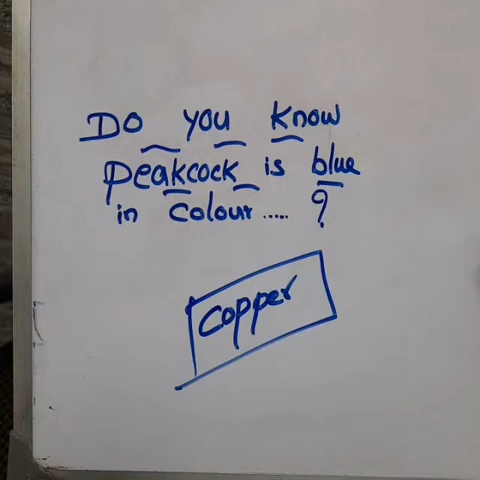 Do you know
peakcock is blue
in colour..... ?
copper